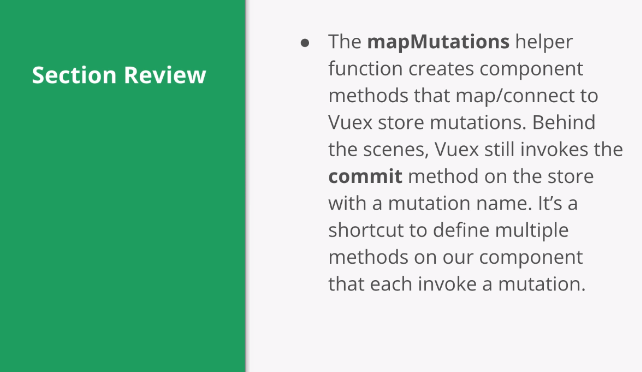 Section Review
● The mapMutations helper
function creates component
methods that map/connect to
Vuex store mutations. Behind
the scenes, Vuex still invokes the
commit method on the store
with a mutation name. It’s a
shortcut to define multiple
methods on our component
that each invoke a mutation.